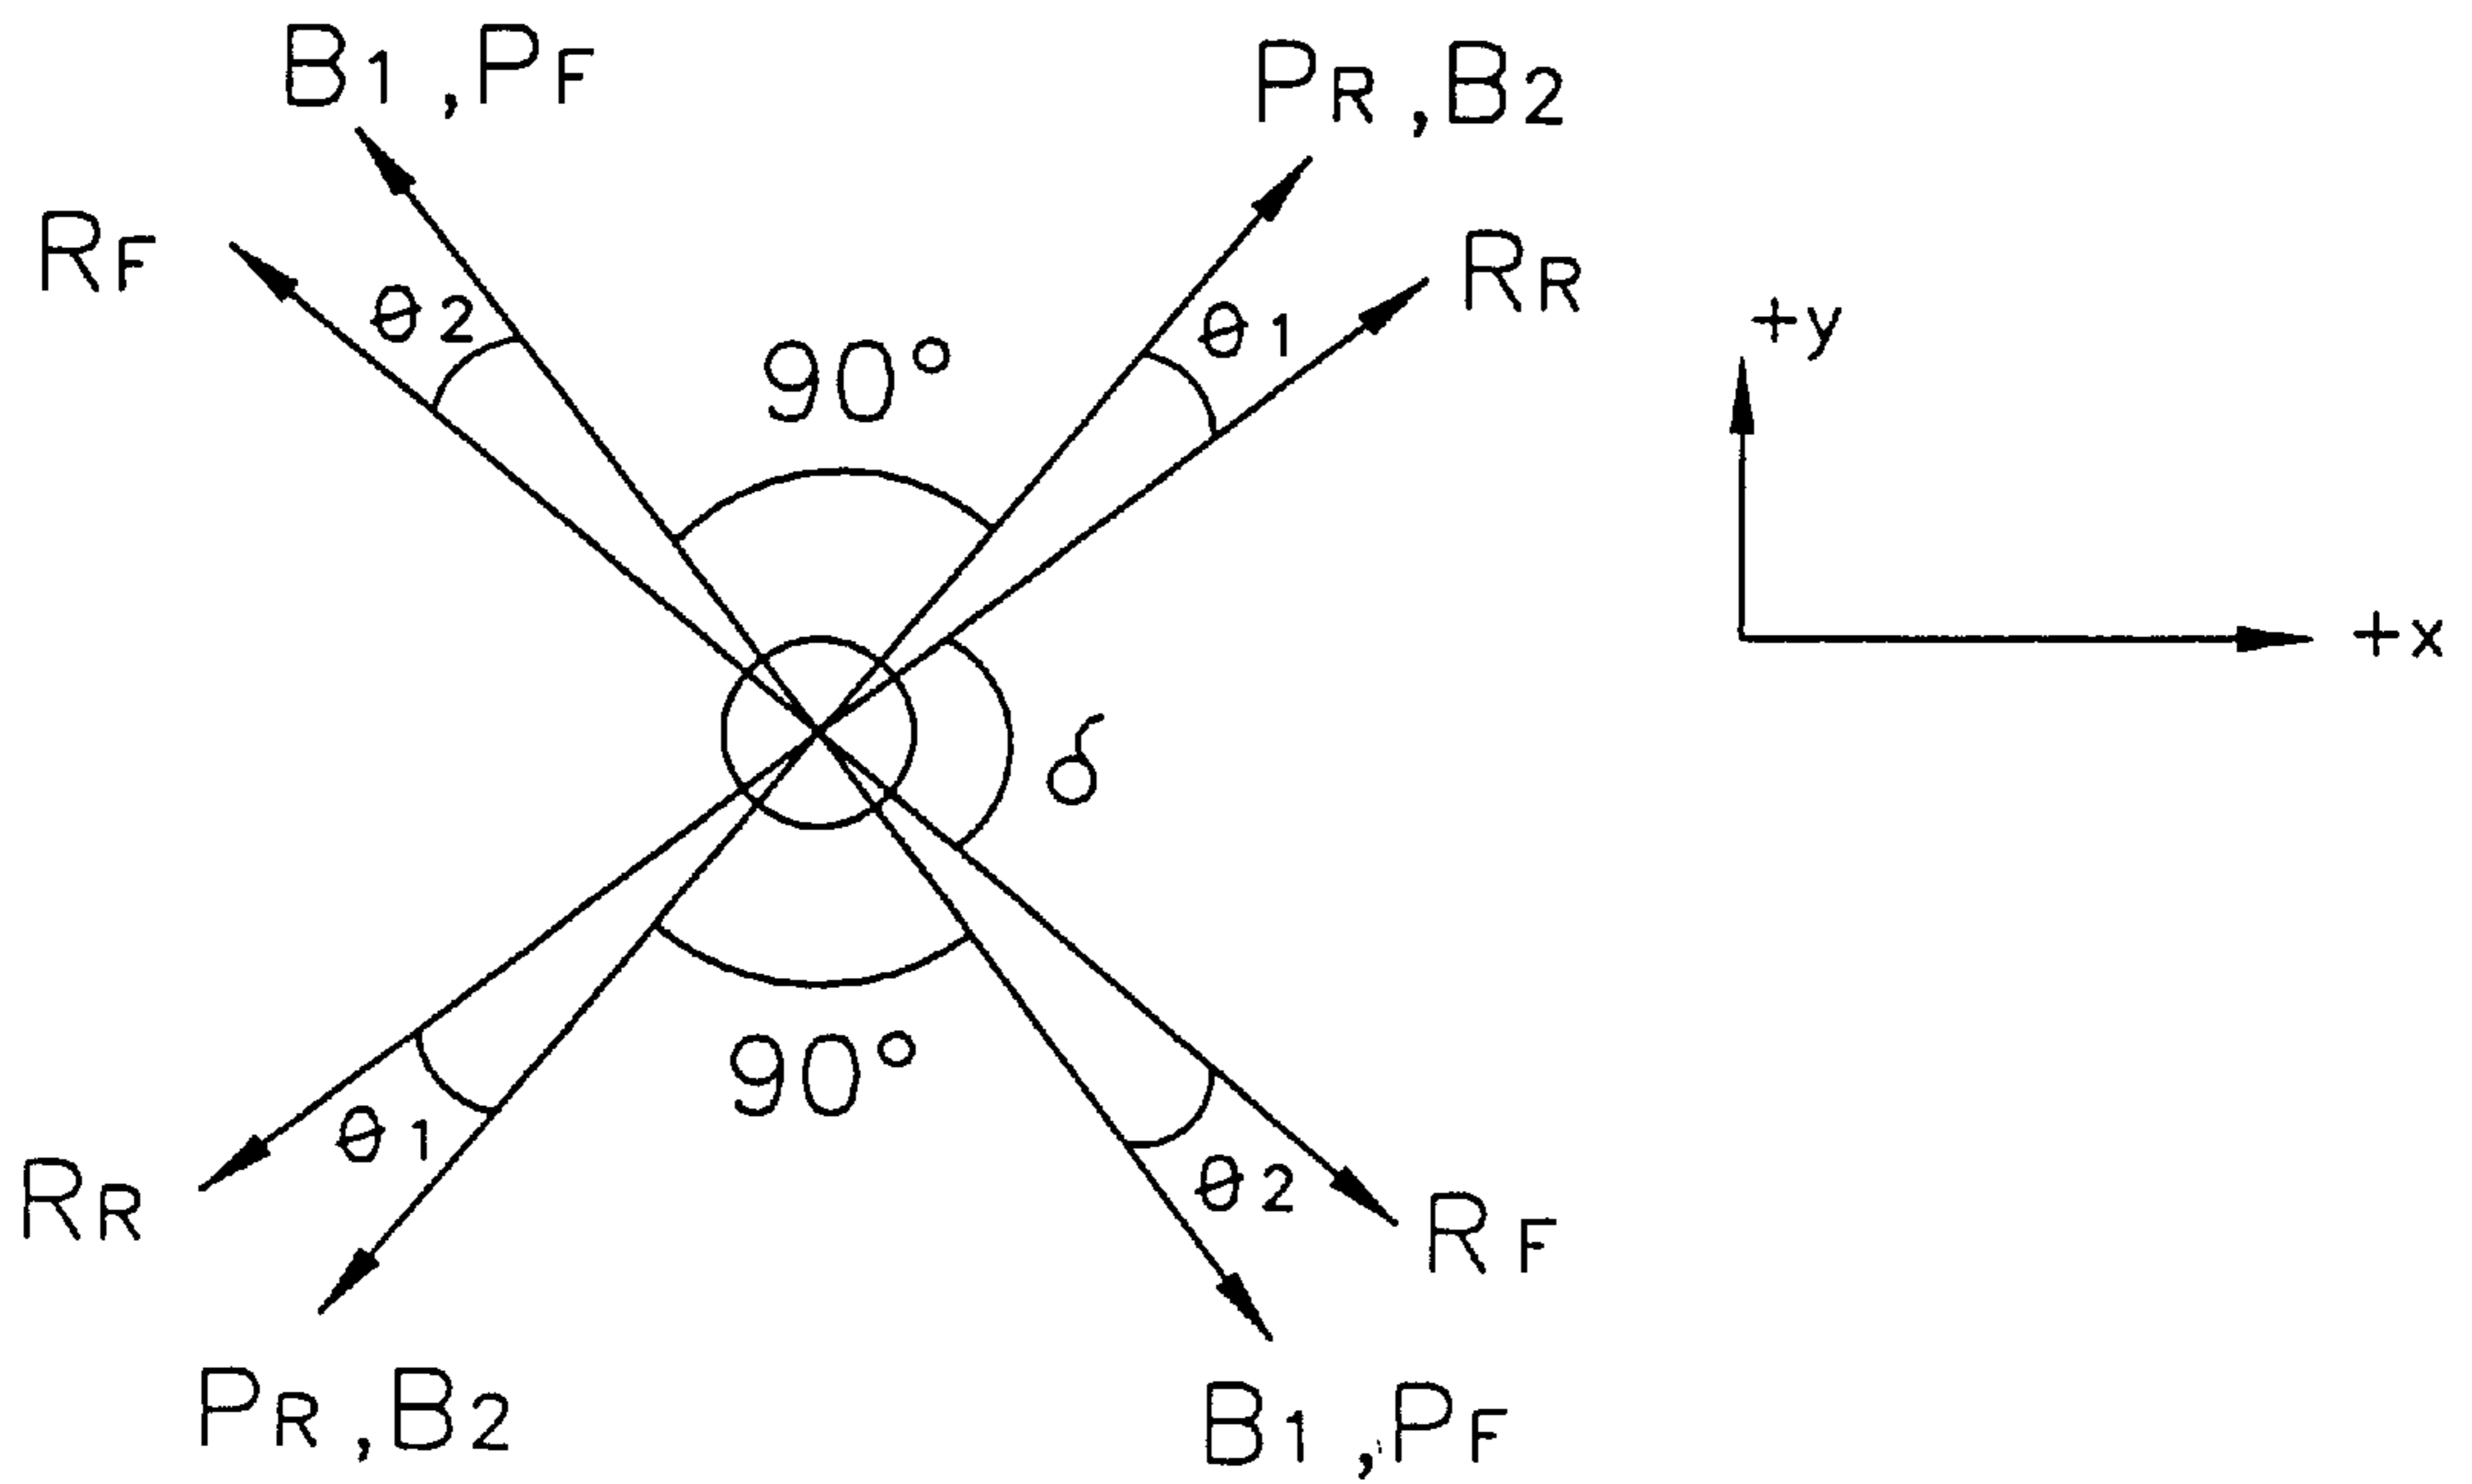 B1 ,PF
PR ,B2
RF
RR
θ2
90°
θ1
+y
+x
δ
90°
θ1
θ2
RR
RF
PR ,B2
B1 ,PF